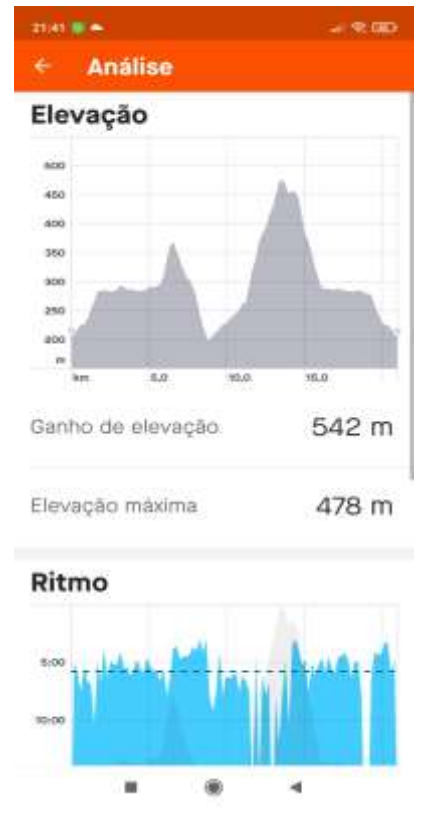 21:41
Análise
Elevação
500
450
400
350
300
250
200
m
km 5,0 10,0 15,0
Ganho de elevação 542 m
Elevação máxima 478 m
Ritmo
5:00
10:00